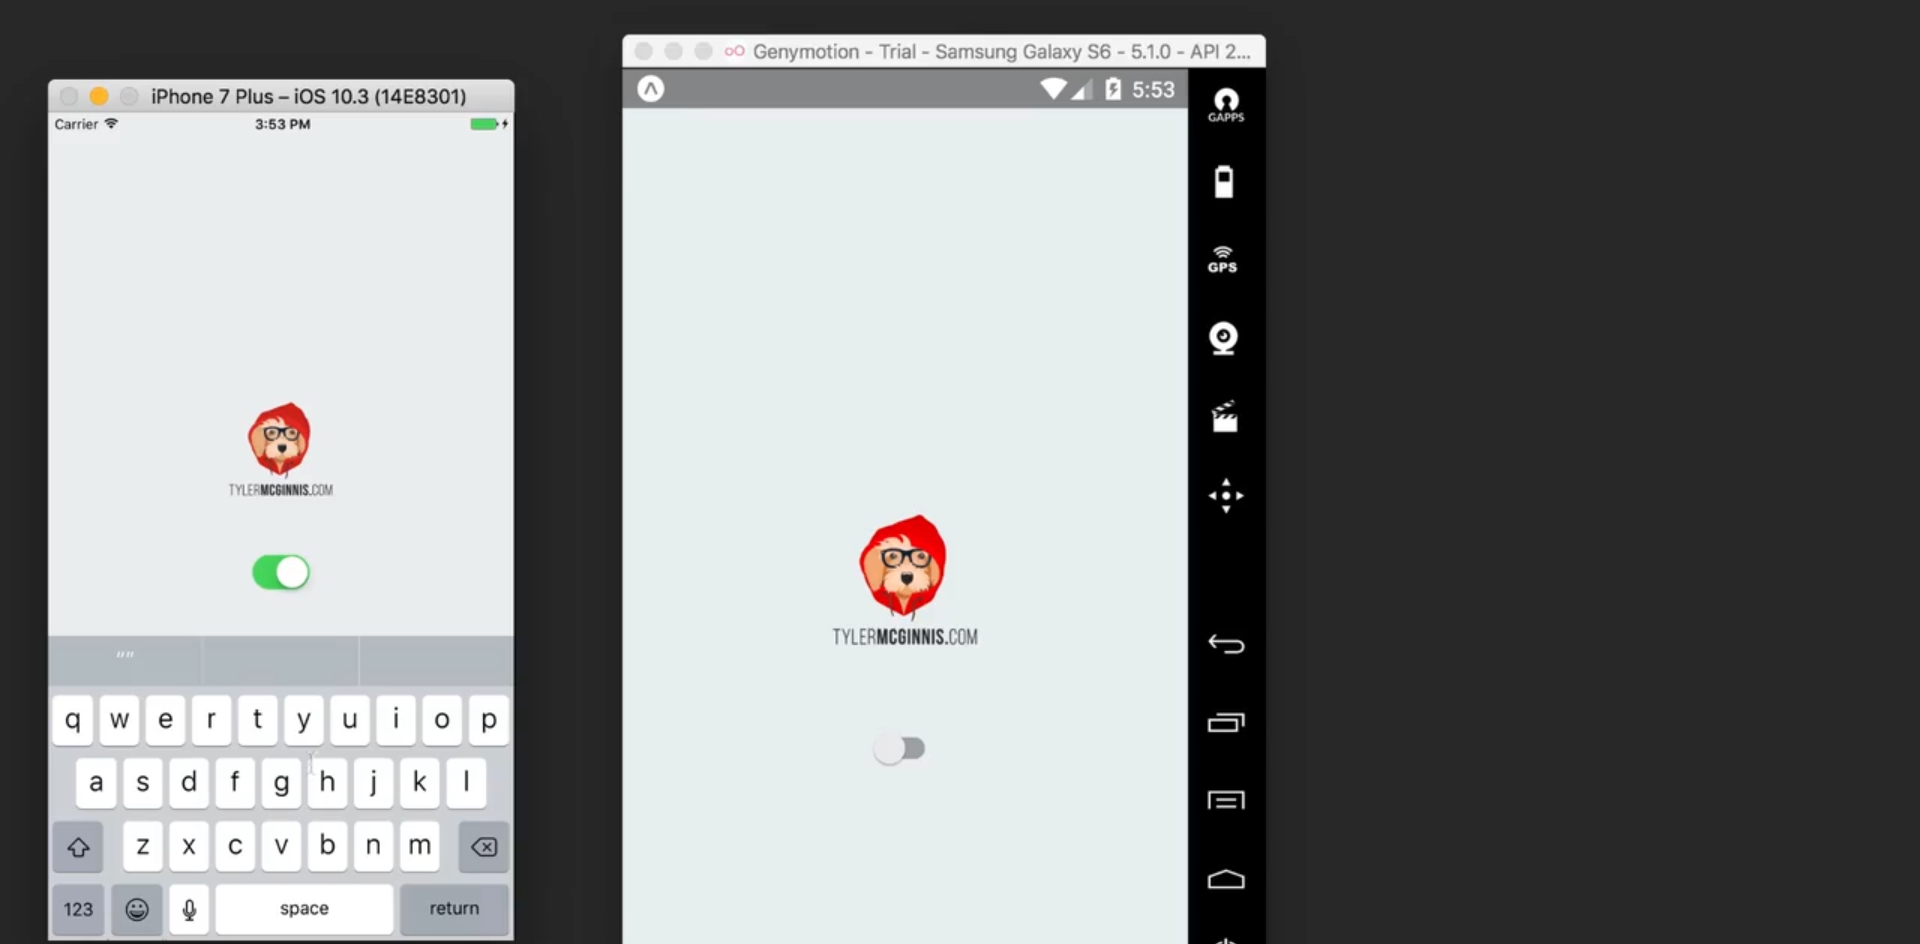 Genymotion - Trial - Samsung Galaxy S6 - 5.1.0 - API 2...
5:53
iPhone 7 Plus – iOS 10.3 (14E8301)
Carrier
3:53 PM
TYLERMCGINNIS.COM
""
q w e r t y u i o p
a s d f g h j k l
z x c v b n m
123
space
return
TYLERMCGINNIS.COM
GAPPS
GPS